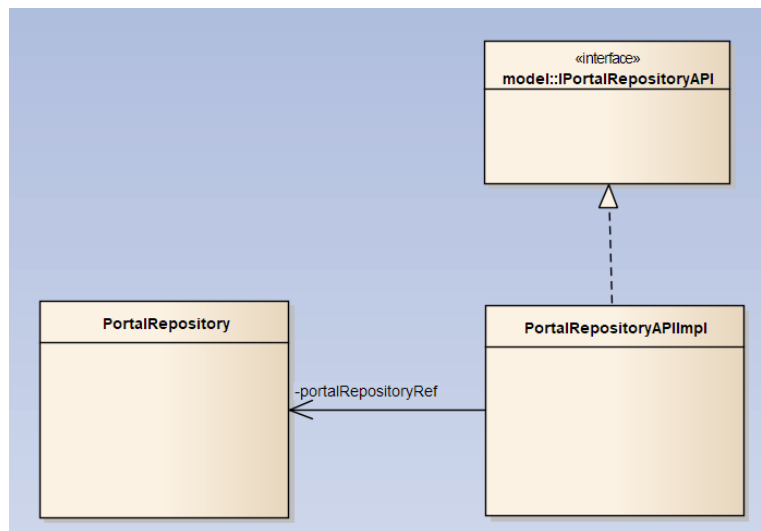 «interface»
model::IPortalRepositoryAPI
PortalRepository
PortalRepositoryAPIImpl
-portalRepositoryRef